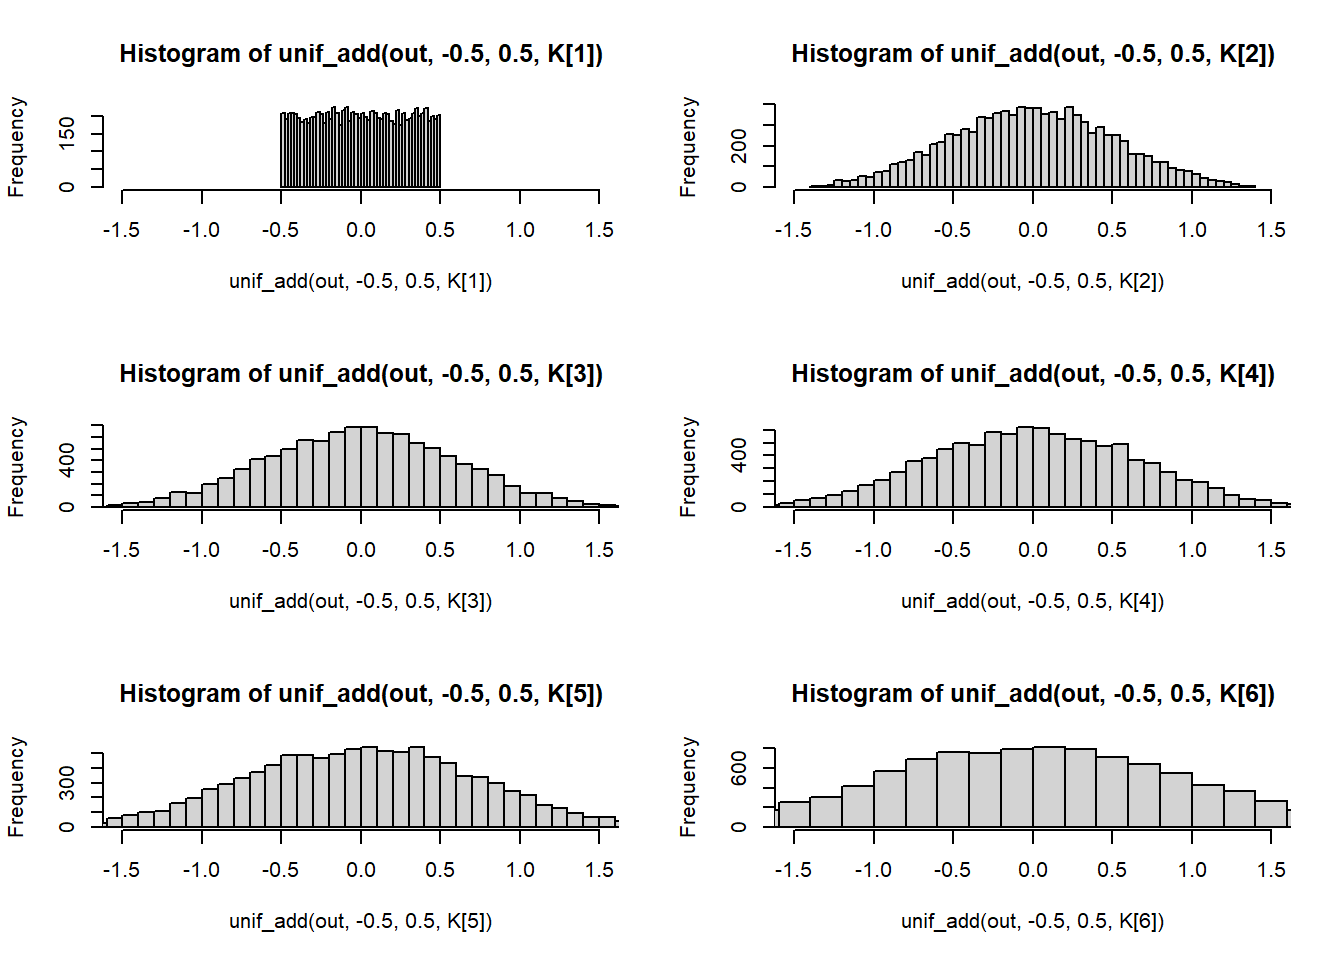 Histogram of unif_add(out, -0.5, 0.5, K[1])
Frequency
150
0
-1.5 -1.0 -0.5 0.0 0.5 1.0 1.5
unif_add(out, -0.5, 0.5, K[1])
Histogram of unif_add(out, -0.5, 0.5, K[2])
Frequency
200
0
-1.5 -1.0 -0.5 0.0 0.5 1.0 1.5
unif_add(out, -0.5, 0.5, K[2])
Histogram of unif_add(out, -0.5, 0.5, K[3])
Frequency
400
0
-1.5 -1.0 -0.5 0.0 0.5 1.0 1.5
unif_add(out, -0.5, 0.5, K[3])
Histogram of unif_add(out, -0.5, 0.5, K[4])
Frequency
400
0
-1.5 -1.0 -0.5 0.0 0.5 1.0 1.5
unif_add(out, -0.5, 0.5, K[4])
Histogram of unif_add(out, -0.5, 0.5, K[5])
Frequency
300
0
-1.5 -1.0 -0.5 0.0 0.5 1.0 1.5
unif_add(out, -0.5, 0.5, K[5])
Histogram of unif_add(out, -0.5, 0.5, K[6])
Frequency
600
0
-1.5 -1.0 -0.5 0.0 0.5 1.0 1.5
unif_add(out, -0.5, 0.5, K[6])